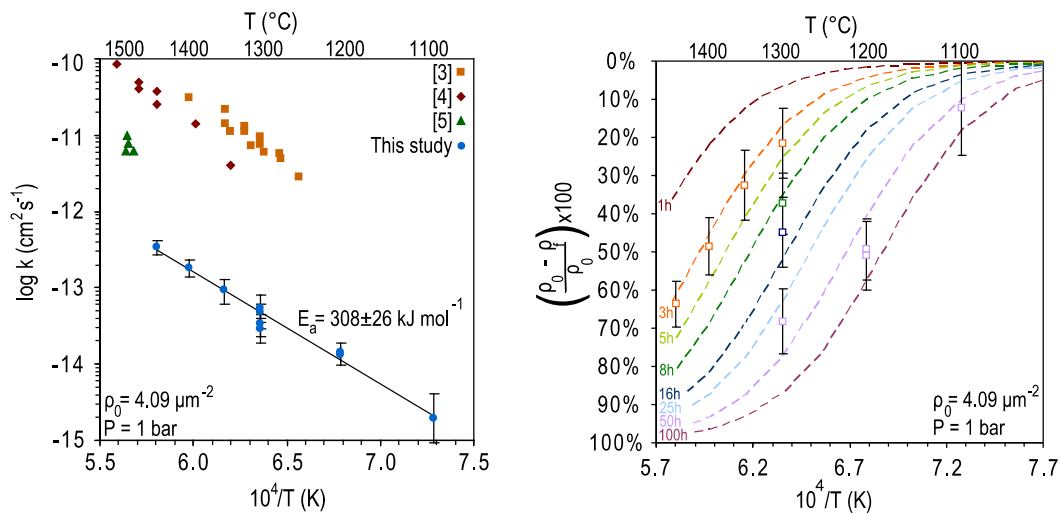 T (°C)
1500 1400 1300 1200 1100
-10
-11
-12
-13
-14
-15
log k (cm²s⁻¹)
[3]
[4]
[5]
This study
Eₐ= 308±26 kJ mol⁻¹
ρ₀= 4.09 µm⁻²
P = 1 bar
5.5 6.0 6.5 7.0 7.5
10⁴/T (K)
T (°C)
1400 1300 1200 1100
0%
10%
20%
30%
40%
50%
60%
70%
80%
90%
100%
(ρ₀ - ρf / ρ₀) x100
1h
3h
5h
8h
16h
25h
50h
100h
ρ₀= 4.09 µm⁻²
P = 1 bar
5.7 6.2 6.7 7.2 7.7
10⁴/T (K)